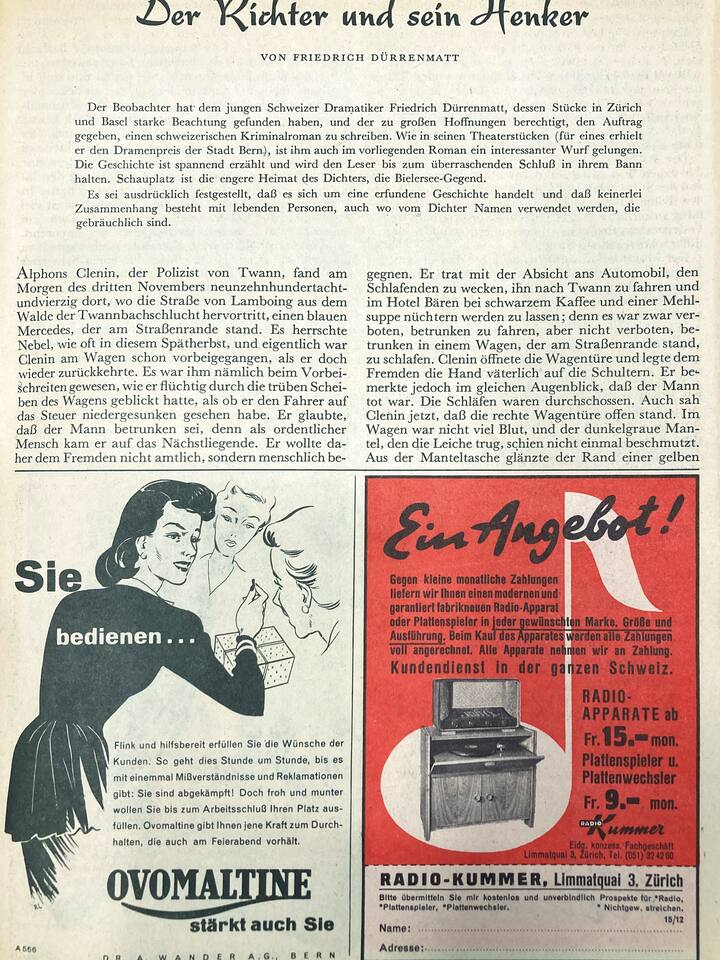 Der Richter und sein Henker
VON FRIEDRICH DÜRRENMATT
Der Beobachter hat dem jungen Schweizer Dramatiker Friedrich Dürrenmatt, dessen Stücke in Zürich
und Basel starke Beachtung gefunden haben, und der zu großen Hoffnungen berechtigt, den Auftrag
gegeben, einen schweizerischen Kriminalroman zu schreiben. Wie in seinen Theaterstücken (für eines erhielt
er den Dramenpreis der Stadt Bern), ist ihm auch im vorliegenden Roman ein interessanter Wurf gelungen.
Die Geschichte ist spannend erzählt und wird den Leser bis zum überraschenden Schluß in ihrem Bann
halten. Schauplatz ist die engere Heimat des Dichters, die Bielersee-Gegend.
Es sei ausdrücklich festgestellt, daß es sich um eine erfundene Geschichte handelt und daß keinerlei
Zusammenhang besteht mit lebenden Personen, auch wo vom Dichter Namen verwendet werden, die
gebräuchlich sind.
Alphons Clenin, der Polizist von Twann, fand am
Morgen des dritten Novembers neunzehnhundertacht-
undvierzig dort, wo die Straße von Lamboing aus dem
Walde der Twannbachschlucht hervortritt, einen blauen
Mercedes, der am Straßenrande stand. Es herrschte
Nebel, wie oft in diesem Spätherbst, und eigentlich war
Clenin am Wagen schon vorbeigegangen, als er doch
wieder zurückkehrte. Es war ihm nämlich beim Vorbei-
schreiten gewesen, wie er flüchtig durch die trüben Schei-
ben des Wagens geblickt hatte, als ob er den Fahrer auf
das Steuer niedergesunken gesehen habe. Er glaubte,
daß der Mann betrunken sei, denn als ordentlicher
Mensch kam er auf das Nächstliegende. Er wollte da-
her dem Fremden nicht amtlich, sondern menschlich be-
gegnen. Er trat mit der Absicht ans Automobil, den
Schlafenden zu wecken, ihn nach Twann zu fahren und
im Hotel Bären bei schwarzem Kaffee und einer Mehl-
suppe nüchtern werden zu lassen; denn es war zwar ver-
boten, betrunken zu fahren, aber nicht verboten, be-
trunken in einem Wagen, der am Straßenrande stand,
zu schlafen. Clenin öffnete die Wagentüre und legte dem
Fremden die Hand väterlich auf die Schultern. Er be-
merkte jedoch im gleichen Augenblick, daß der Mann
tot war. Die Schläfen waren durchschossen. Auch sah
Clenin jetzt, daß die rechte Wagentüre offen stand. Im
Wagen war nicht viel Blut, und der dunkelgraue Man-
tel, den die Leiche trug, schien nicht einmal beschmutzt.
Aus der Manteltasche glänzte der Rand einer gelben
Sie
bedienen...
Flink und hilfsbereit erfüllen Sie die Wünsche der
Kunden. So geht dies Stunde um Stunde, bis es
mit einemmal Mißverständnisse und Reklamationen
gibt: Sie sind abgekämpft! Doch froh und munter
wollen Sie bis zum Arbeitsschluß Ihren Platz aus-
füllen. Ovomaltine gibt Ihnen jene Kraft zum Durch-
halten, die auch am Feierabend vorhält.
OVOMALTINE
stärkt auch Sie
RL
A 566
DR. A. WANDER A.G., BERN
Ein Angebot!
Gegen kleine monatliche Zahlungen
liefern wir Ihnen einen modernen und
garantiert fabrikneuen Radio-Apparat
oder Plattenspieler in jeder gewünschten Marke, Größe und
Ausführung. Beim Kauf des Apparates werden alle Zahlungen
voll angerechnet. Alle Apparate nehmen wir an Zahlung.
Kundendienst in der ganzen Schweiz.
RADIO-
APPARATE ab
Fr. 15.– mon.
Plattenspieler u.
Plattenwechsler
Fr. 9.– mon.
RADIO Kummer
Eidg. konzess. Fachgeschäft
Limmatquai 3, Zürich, Tel. (051) 32 42 60
RADIO-KUMMER, Limmatquai 3, Zürich
Bitte übermitteln Sie mir kostenlos und unverbindlich Prospekte für *Radio,
*Plattenspieler, *Plattenwechsler. * Nichtgew. streichen.
15/12
Name:
Adresse: